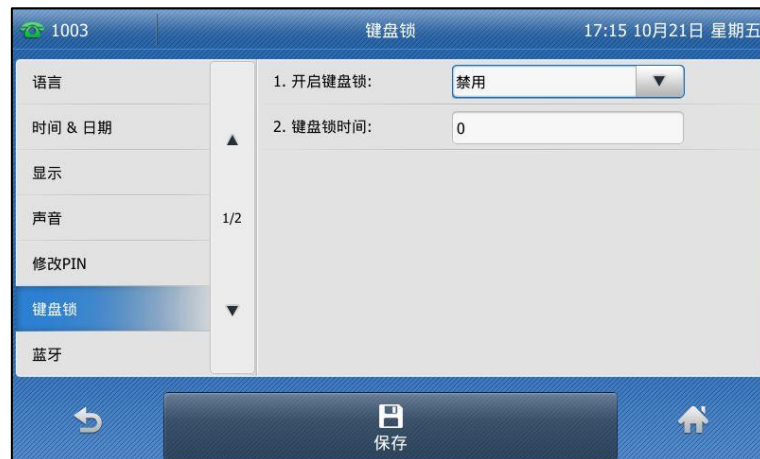 1003 键盘锁 17:15 10月21日 星期五
语言
时间 & 日期
显示
声音
修改PIN
键盘锁
蓝牙
1/2
1. 开启键盘锁: 禁用
2. 键盘锁时间: 0
保存